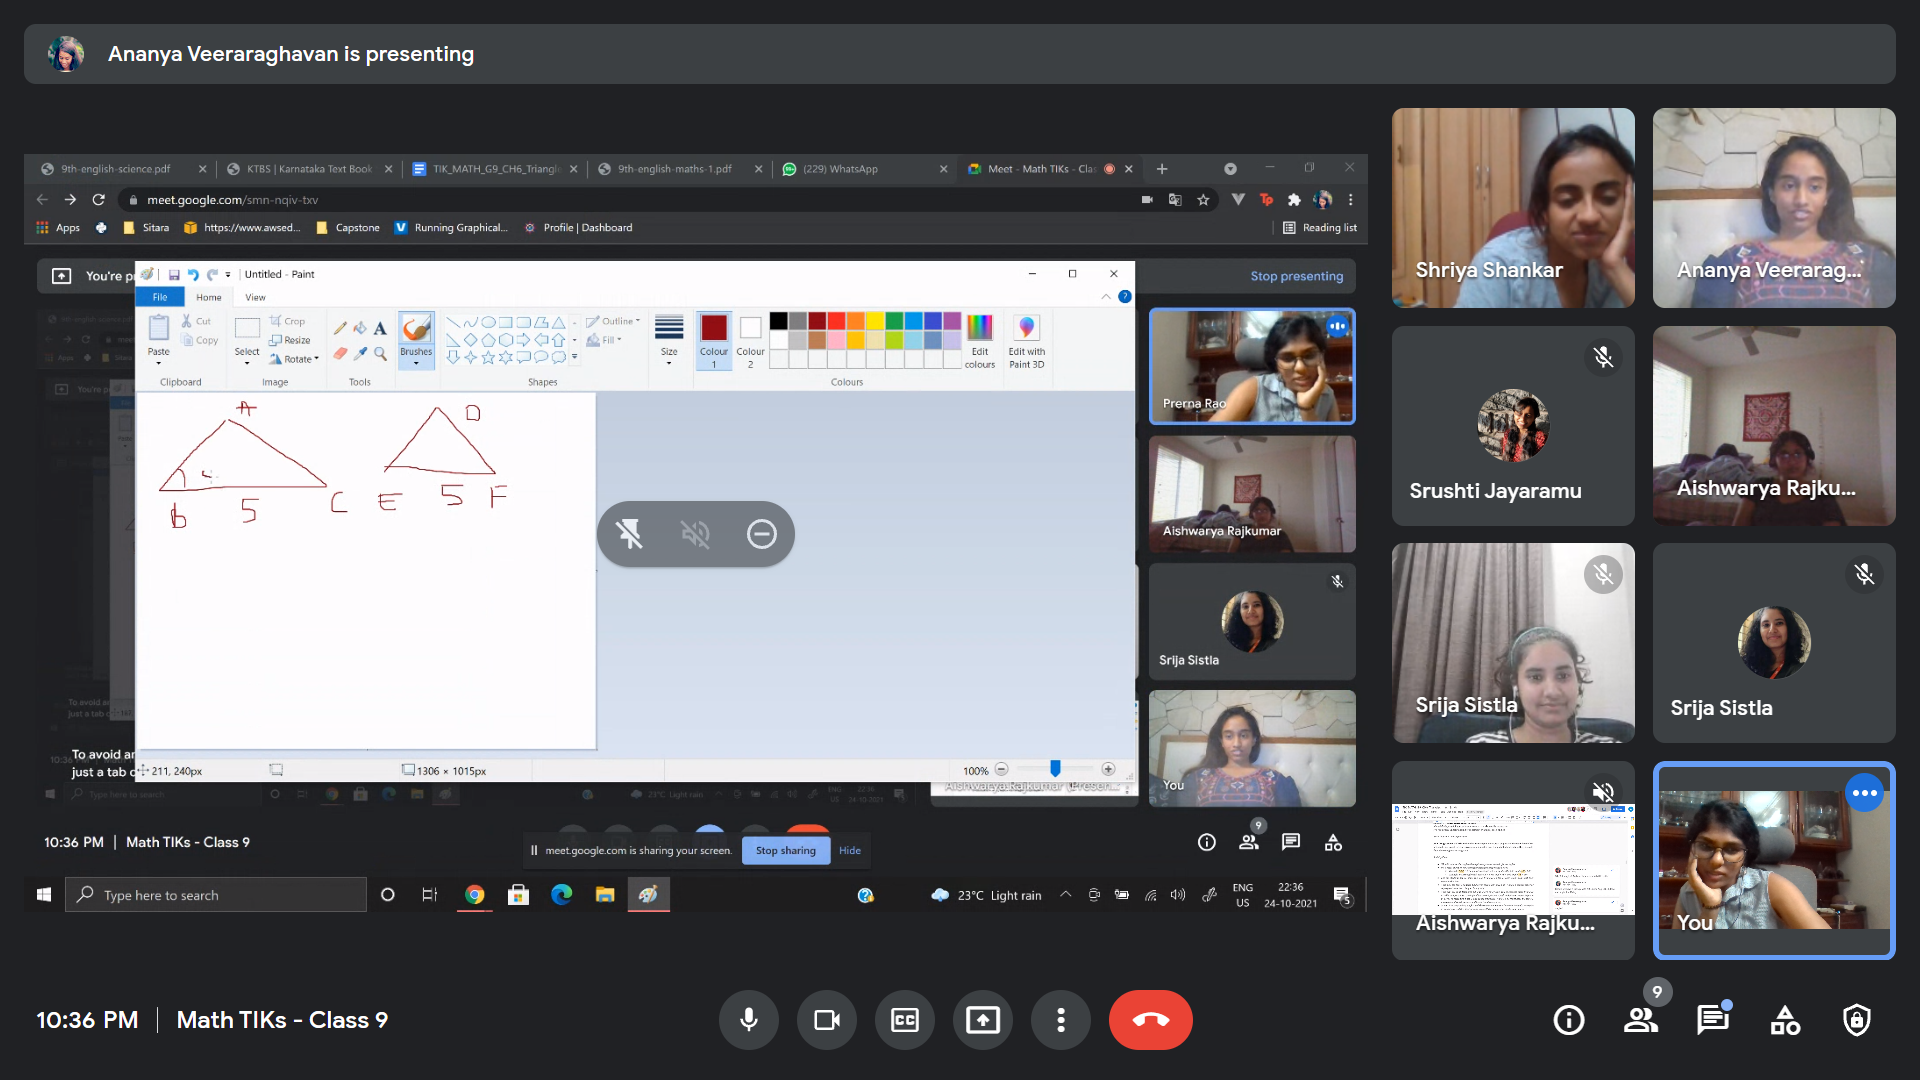 Ananya Veeraraghavan is presenting
9th-english-science.pdf
KTBS | Karnataka Text Book
TIK_MATH_G9_CH6_Triangle
9th-english-maths-1.pdf
(229) WhatsApp
Meet - Math TIKs - Clas
meet.google.com/smn-nqiv-txv
Apps
Sitara
https://www.awsed...
Capstone
Running Graphical...
Profile | Dashboard
Reading list
You're pr
Stop presenting
Untitled - Paint
File
Home
View
Paste
Cut
Copy
Clipboard
Select
Crop
Resize
Rotate
Image
Tools
Brushes
Outline
Fill
Shapes
Size
Colour 1
Colour 2
Edit colours
Edit with Paint 3D
Colours
A
D
B
5
C
E
5
F
211, 240px
1306 × 1015px
100%
To avoid an
just a tab o
Prerna Rao
Aishwarya Rajkumar
Srija Sistla
You
10:36 PM | Math TIKs - Class 9
meet.google.com is sharing your screen.
Stop sharing
Hide
9
Type here to search
23°C Light rain
ENG
US
22:36
24-10-2021
5
Shriya Shankar
Ananya Veerarag...
Srushti Jayaramu
Aishwarya Rajku...
Srija Sistla
Srija Sistla
Aishwarya Rajku...
You
10:36 PM | Math TIKs - Class 9
CC
9